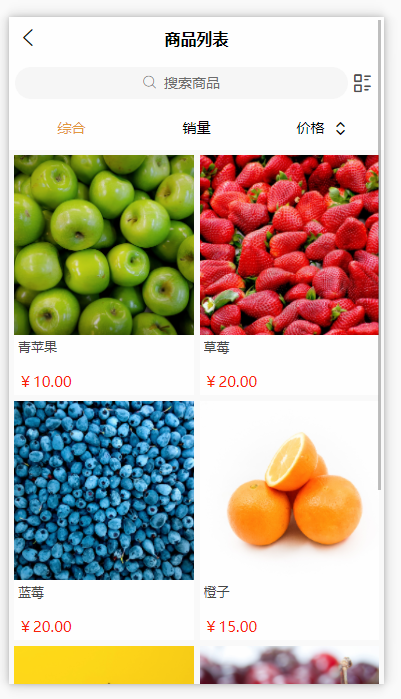 商品列表
搜索商品
综合 销量 价格
青苹果 草莓
￥10.00 ￥20.00
蓝莓 橙子
￥20.00 ￥15.00